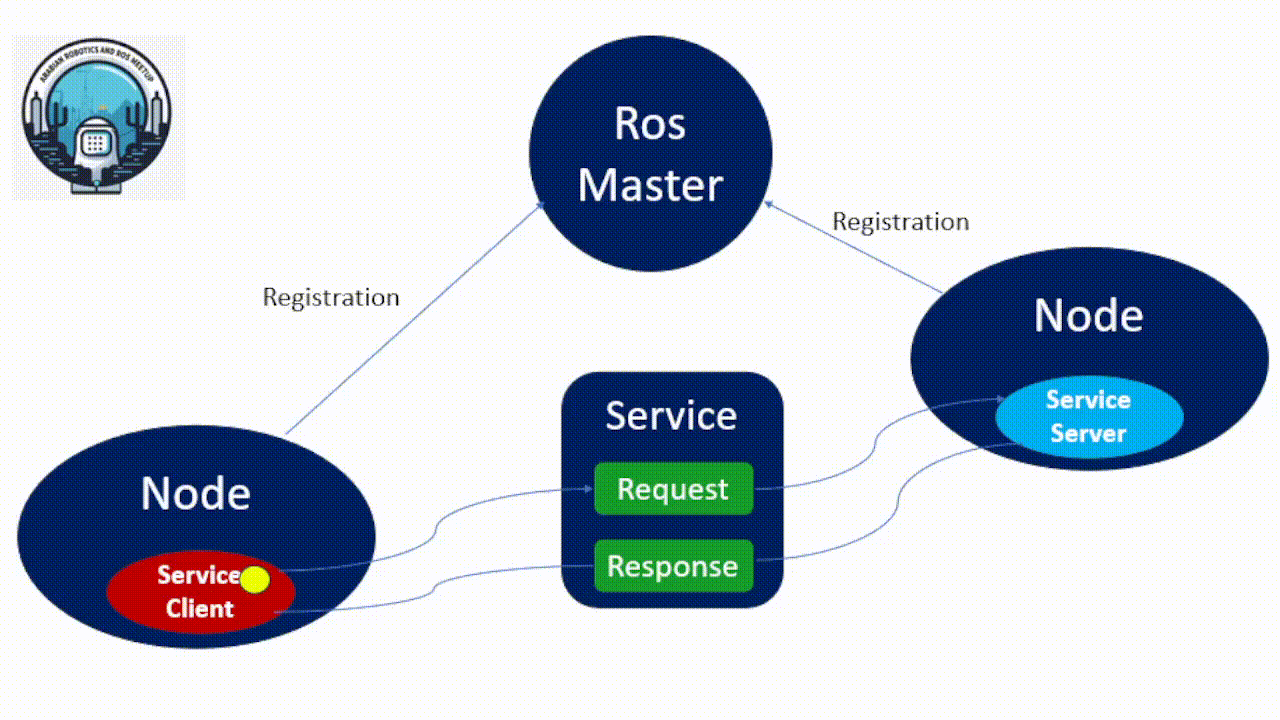 ARABIAN ROBOTICS AND ROS MEETUP
Ros
Master
Registration
Registration
Node
Service
Server
Service
Request
Response
Node
Service
Client